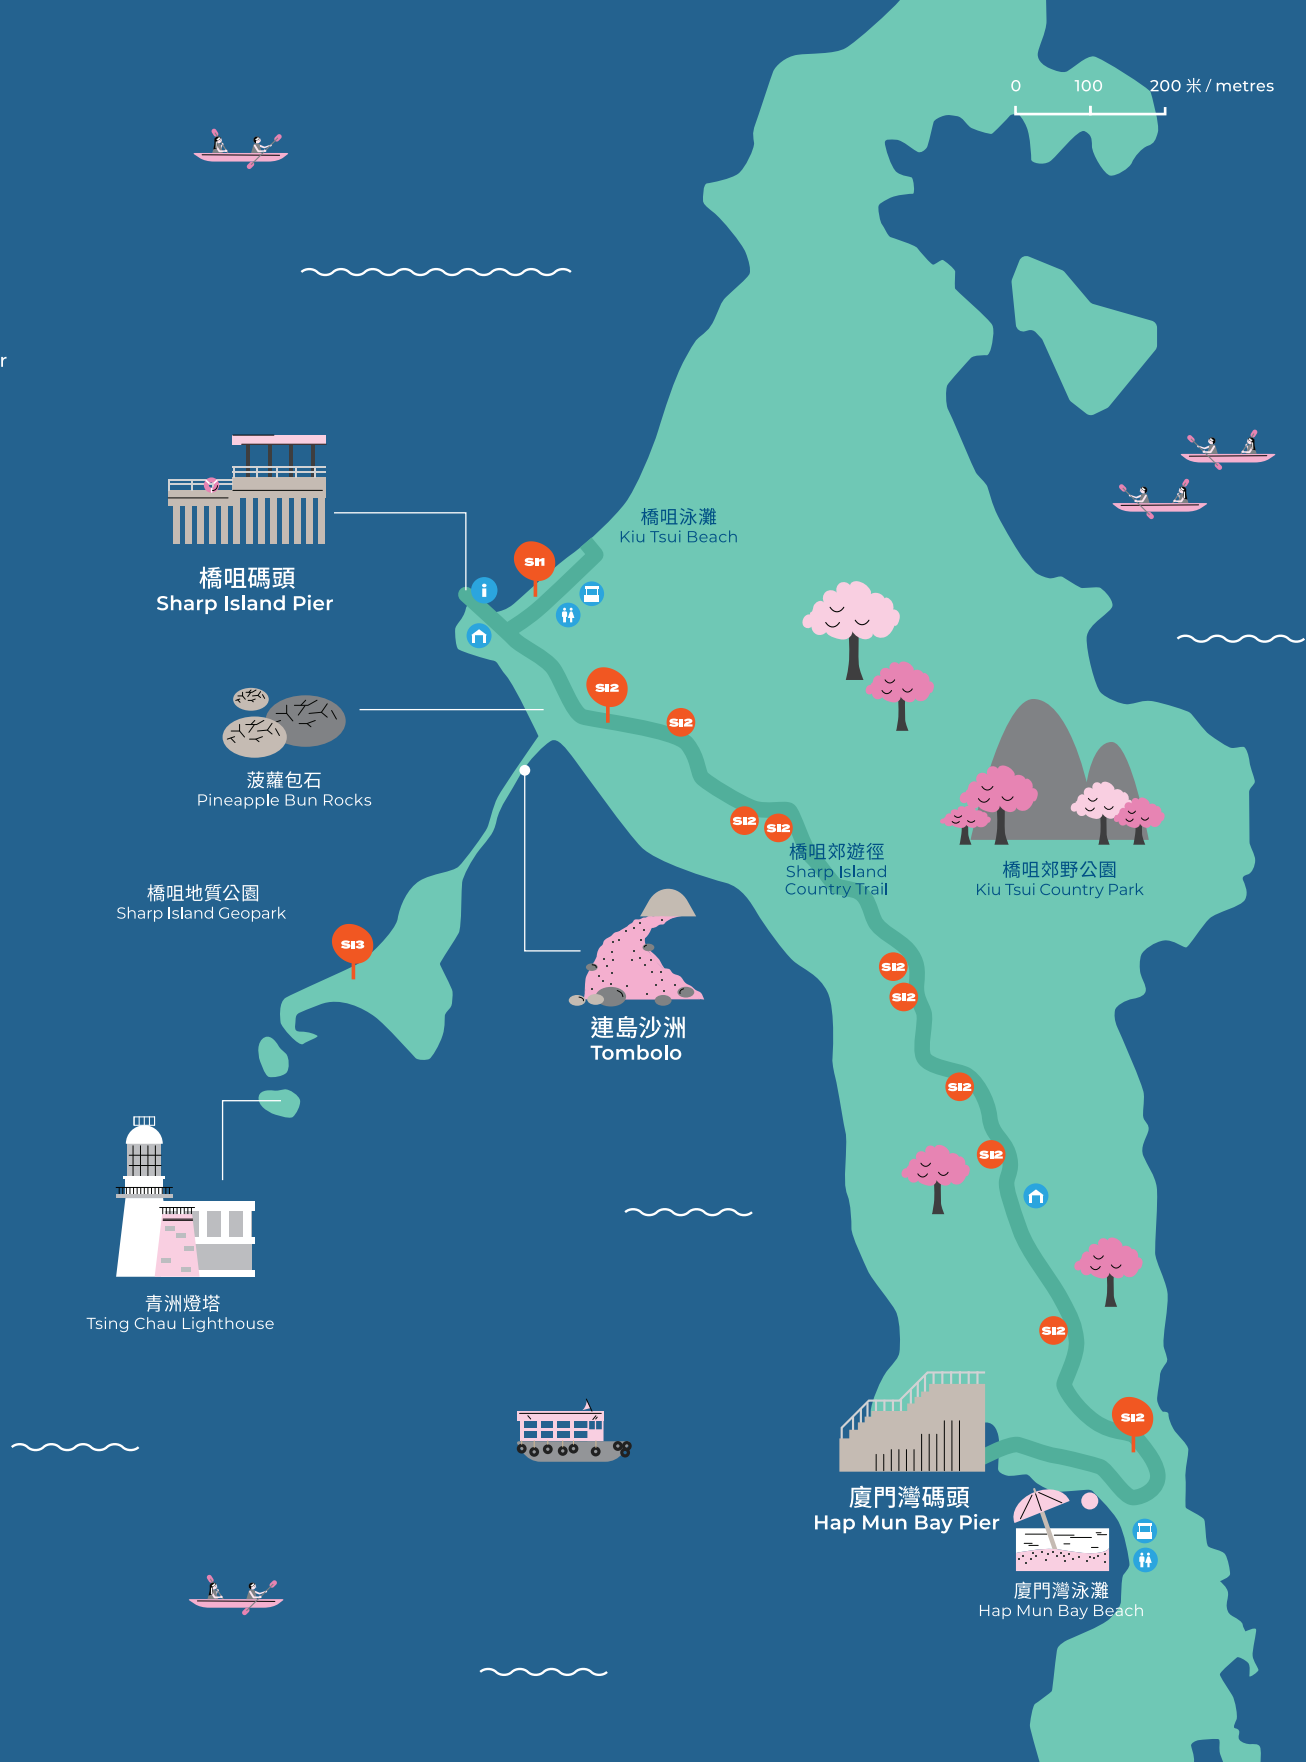 0 100 200 米 / metres
r
橋咀泳灘
Kiu Tsui Beach
SI1
橋咀碼頭
Sharp Island Pier
SI2
SI2
菠蘿包石
Pineapple Bun Rocks
SI2
SI2
橋咀郊遊徑
Sharp Island
Country Trail
橋咀郊野公園
Kiu Tsui Country Park
橋咀地質公園
Sharp Island Geopark
SI3
SI2
SI2
連島沙洲
Tombolo
SI2
SI2
青洲燈塔
Tsing Chau Lighthouse
SI2
SI2
廈門灣碼頭
Hap Mun Bay Pier
廈門灣泳灘
Hap Mun Bay Beach